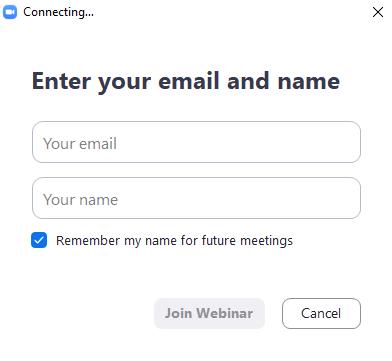 Connecting...
Enter your email and name
Your email
Your name
Remember my name for future meetings
Join Webinar
Cancel